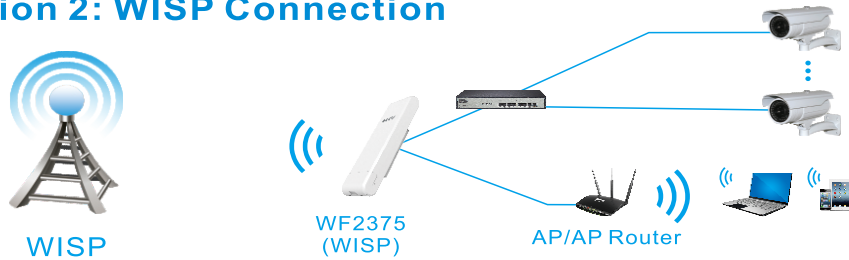 ion 2: WISP Connection
WISP
WF2375
(WISP)
AP/AP Router